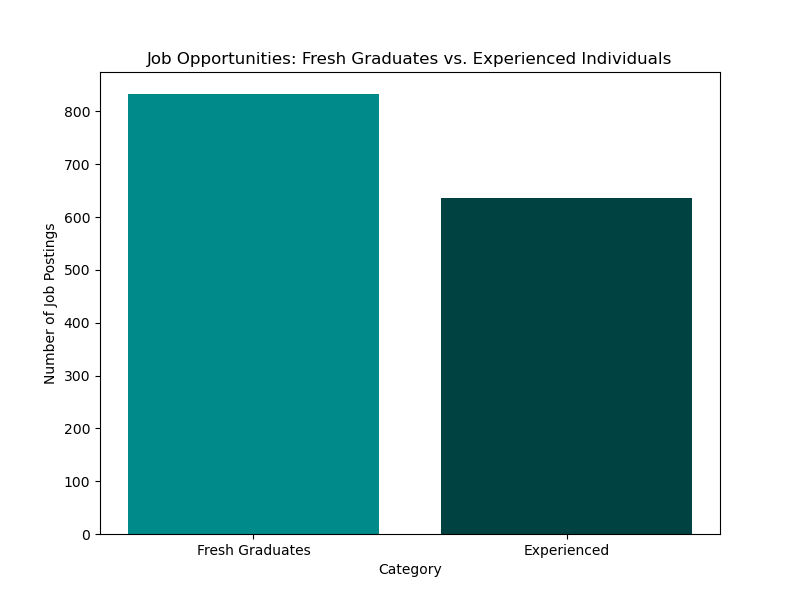 Job Opportunities: Fresh Graduates vs. Experienced Individuals
Number of Job Postings
800
700
600
500
400
300
200
100
0
Fresh Graduates
Experienced
Category